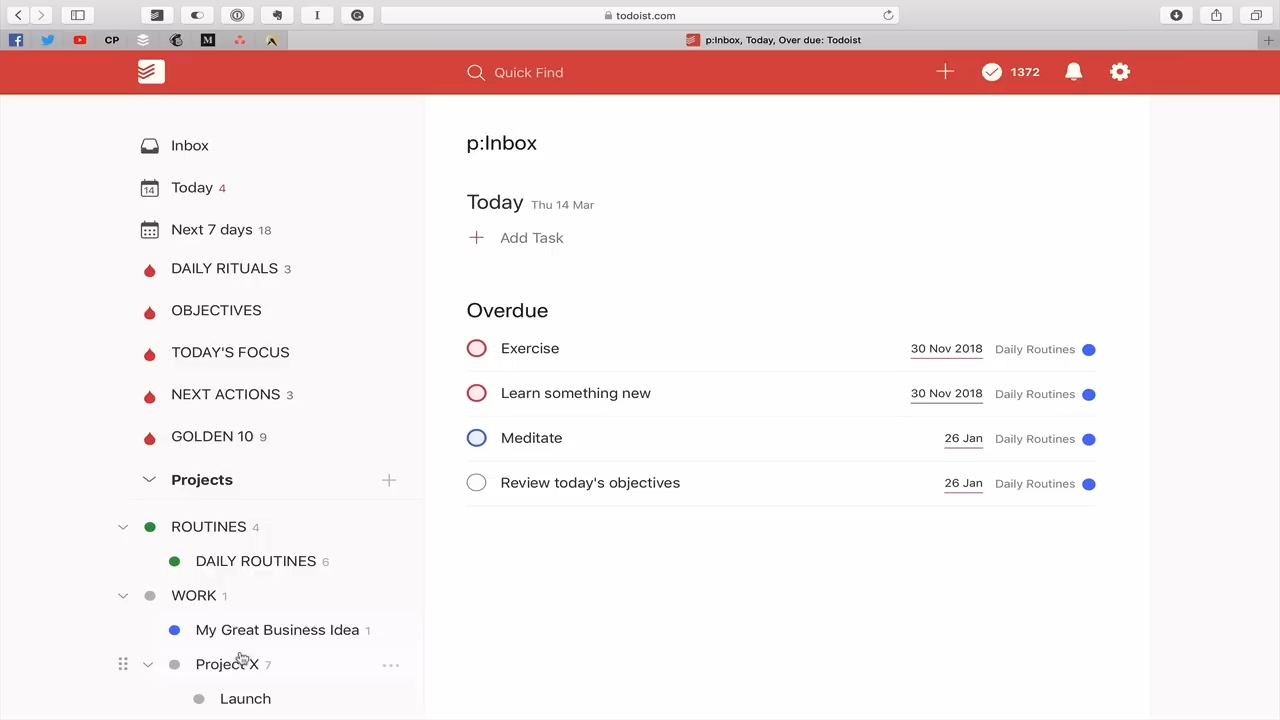 todoist.com
CP
p:Inbox, Today, Over due: Todoist
Quick Find
1372
Inbox
14 Today 4
Next 7 days 18
DAILY RITUALS 3
OBJECTIVES
TODAY'S FOCUS
NEXT ACTIONS 3
GOLDEN 10 9
Projects
ROUTINES 4
DAILY ROUTINES 6
WORK 1
My Great Business Idea 1
Project X 7
Launch
p:Inbox
Today Thu 14 Mar
Add Task
Overdue
Exercise 30 Nov 2018 Daily Routines
Learn something new 30 Nov 2018 Daily Routines
Meditate 26 Jan Daily Routines
Review today's objectives 26 Jan Daily Routines